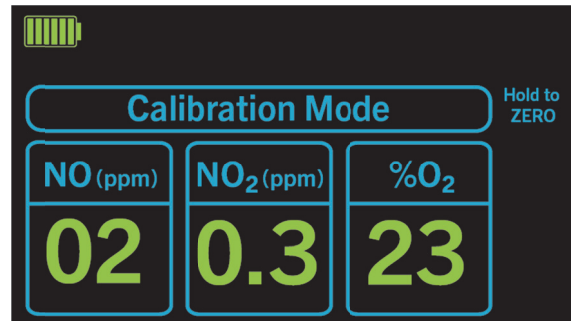 Calibration Mode
Hold to
ZERO
NO (ppm)
NO₂ (ppm)
%O₂
02
0.3
23